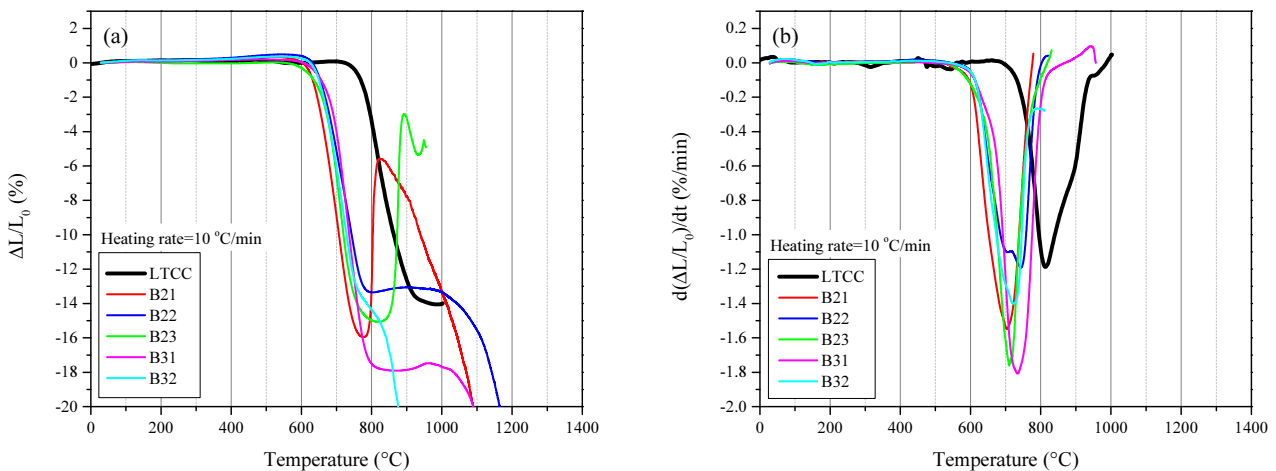 (a)
ΔL/L₀ (%)
2
0
-2
-4
-6
-8
-10
-12
-14
-16
-18
-20
Heating rate=10 °C/min
LTCC
B21
B22
B23
B31
B32
0 200 400 600 800 1000 1200 1400
Temperature (°C)
(b)
d(ΔL/L₀)/dt (%/min)
0.2
0.0
-0.2
-0.4
-0.6
-0.8
-1.0
-1.2
-1.4
-1.6
-1.8
-2.0
Heating rate=10 °C/min
LTCC
B21
B22
B23
B31
B32
0 200 400 600 800 1000 1200 1400
Temperature (°C)